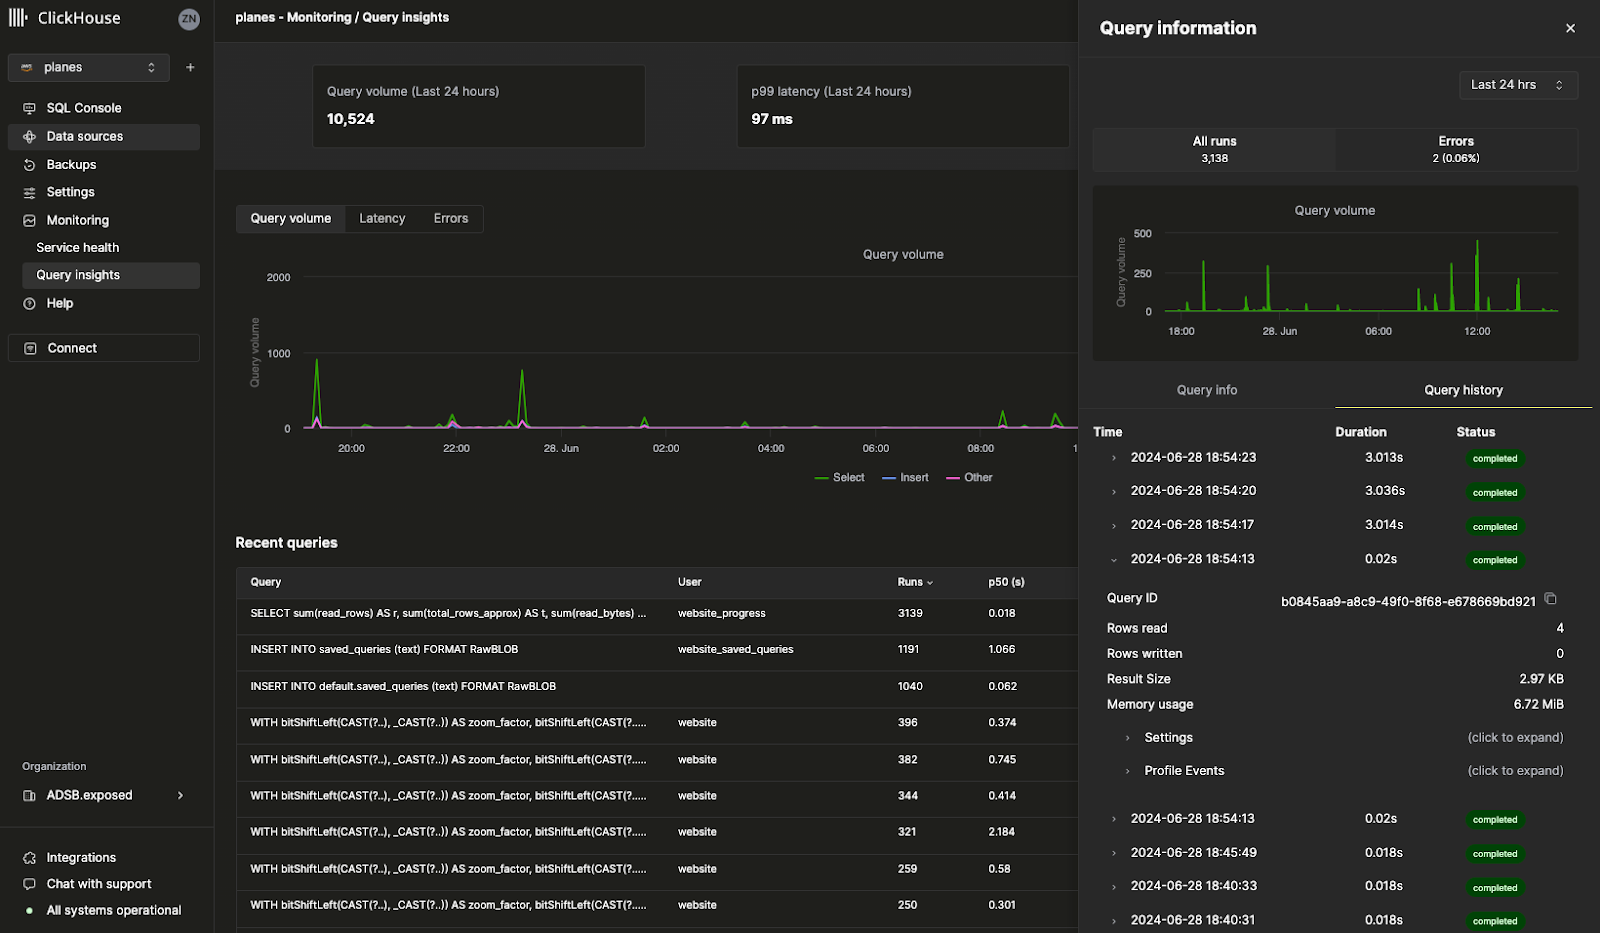 ClickHouse
ZN
planes
SQL Console
Data sources
Backups
Settings
Monitoring
Service health
Query insights
Help
Connect
Organization
ADSB.exposed
Integrations
Chat with support
All systems operational
planes - Monitoring / Query insights
Query volume (Last 24 hours)
10,524
p99 latency (Last 24 hours)
97 ms
Query volume Latency Errors
Query volume
Query volume
2000
1000
0
20:00 22:00 28. Jun 02:00 04:00 06:00 08:00 1
Select Insert Other
Recent queries
Query User Runs p50 (s)
SELECT sum(read_rows) AS r, sum(total_rows_approx) AS t, sum(read_bytes) ... website_progress 3139 0.018
INSERT INTO saved_queries (text) FORMAT RawBLOB website_saved_queries 1191 1.066
INSERT INTO default.saved_queries (text) FORMAT RawBLOB 1040 0.062
WITH bitShiftLeft(CAST(?..), _CAST(?..)) AS zoom_factor, bitShiftLeft(CAST(?..... website 396 0.374
WITH bitShiftLeft(CAST(?..), _CAST(?..)) AS zoom_factor, bitShiftLeft(CAST(?..... website 382 0.745
WITH bitShiftLeft(CAST(?..), _CAST(?..)) AS zoom_factor, bitShiftLeft(CAST(?..... website 344 0.414
WITH bitShiftLeft(CAST(?..), _CAST(?..)) AS zoom_factor, bitShiftLeft(CAST(?..... website 321 2.184
WITH bitShiftLeft(CAST(?..), _CAST(?..)) AS zoom_factor, bitShiftLeft(CAST(?..... website 259 0.58
WITH bitShiftLeft(CAST(?..), _CAST(?..)) AS zoom_factor, bitShiftLeft(CAST(?..... website 250 0.301
Query information
Last 24 hrs
All runs
3,138
Errors
2 (0.06%)
Query volume
Query volume
500
250
0
18:00 28. Jun 06:00 12:00
Query info Query history
Time Duration Status
2024-06-28 18:54:23 3.013s completed
2024-06-28 18:54:20 3.036s completed
2024-06-28 18:54:17 3.014s completed
2024-06-28 18:54:13 0.02s completed
Query ID b0845aa9-a8c9-49f0-8f68-e678669bd921
Rows read 4
Rows written 0
Result Size 2.97 KB
Memory usage 6.72 MiB
Settings (click to expand)
Profile Events (click to expand)
2024-06-28 18:54:13 0.02s completed
2024-06-28 18:45:49 0.018s completed
2024-06-28 18:40:33 0.018s completed
2024-06-28 18:40:31 0.018s completed